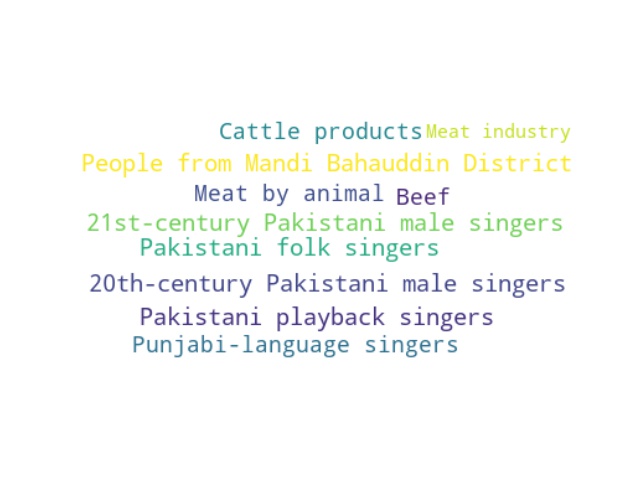 Cattle products Meat industry
People from Mandi Bahauddin District
Meat by animal Beef
21st-century Pakistani male singers
Pakistani folk singers
20th-century Pakistani male singers
Pakistani playback singers
Punjabi-language singers